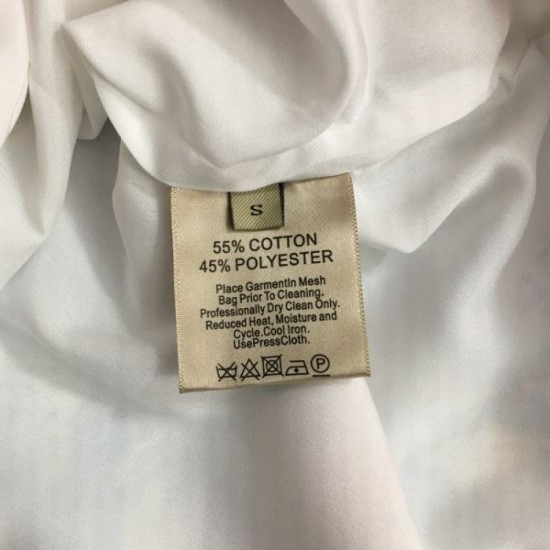 S
55% COTTON
45% POLYESTER
Place GarmentIn Mesh
Bag Prior To Cleaning.
Professionally Dry Clean Only.
Reduced Heat, Moisture and
Cycle.Cool Iron.
UsePressCloth.
P